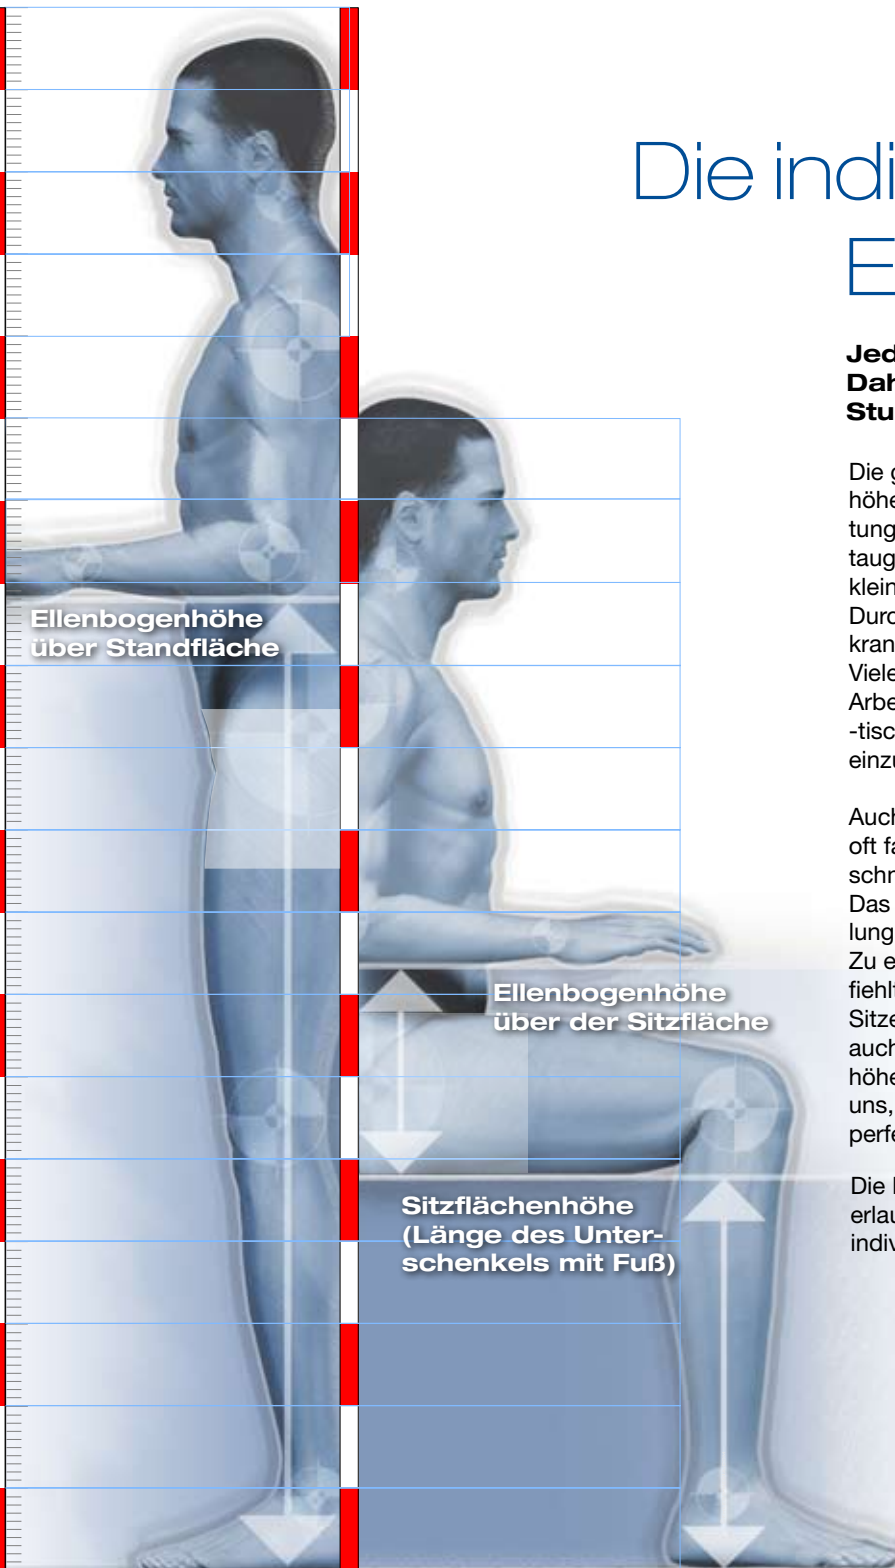 Die indi
E
Jed
Dah
Stu
Die g
höhe
tung
taug
klein
Durc
kran
Viele
Arbe
-tisc
einzu
Auch
oft fa
schn
Das
lung
Zu e
fiehlt
Sitze
auch
höhe
uns,
perfe
Die
erlau
indiv
Ellenbogenhöhe
über Standfläche
Ellenbogenhöhe
über der Sitzfläche
Sitzflächenhöhe
(Länge des Unter-
schenkels mit Fuß)